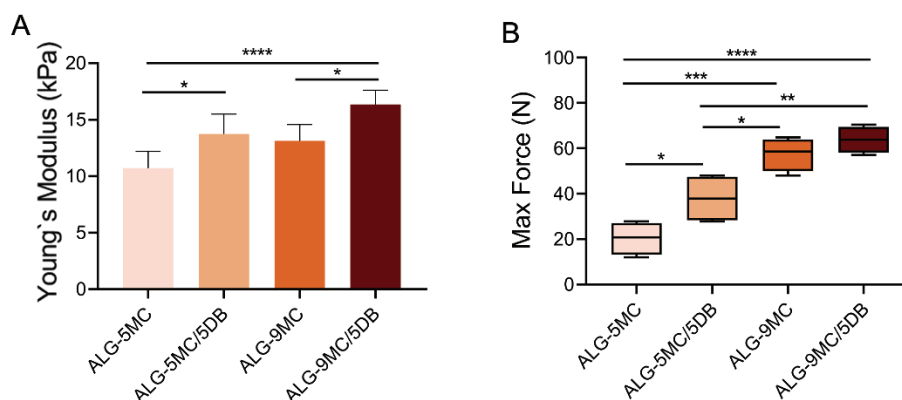 A
Young`s Modulus (kPa)
20
15
10
5
0
****
*
*
ALG-5MC
ALG-5MC/5DB
ALG-9MC
ALG-9MC/5DB
B
Max Force (N)
100
80
60
40
20
0
****
***
**
*
*
ALG-5MC
ALG-5MC/5DB
ALG-9MC
ALG-9MC/5DB